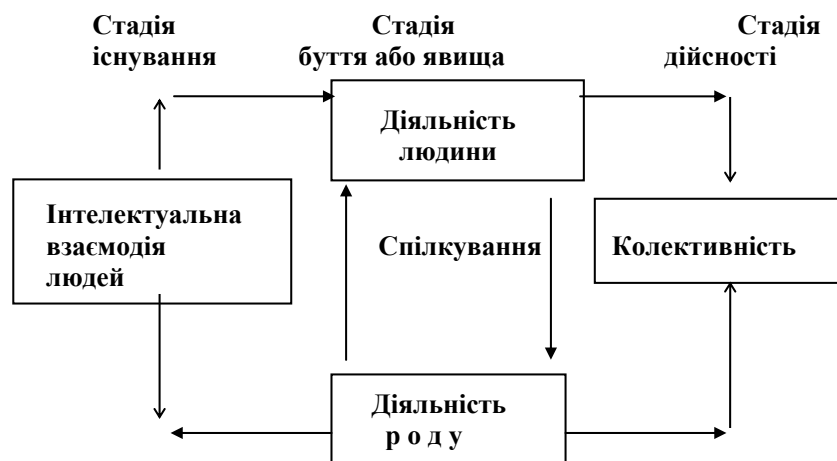 Стадія Стадія Стадія
існування буття або явища дійсності
Діяльність
людини
Інтелектуальна
взаємодія
людей
Спілкування
Колективність
Діяльність
р о д у